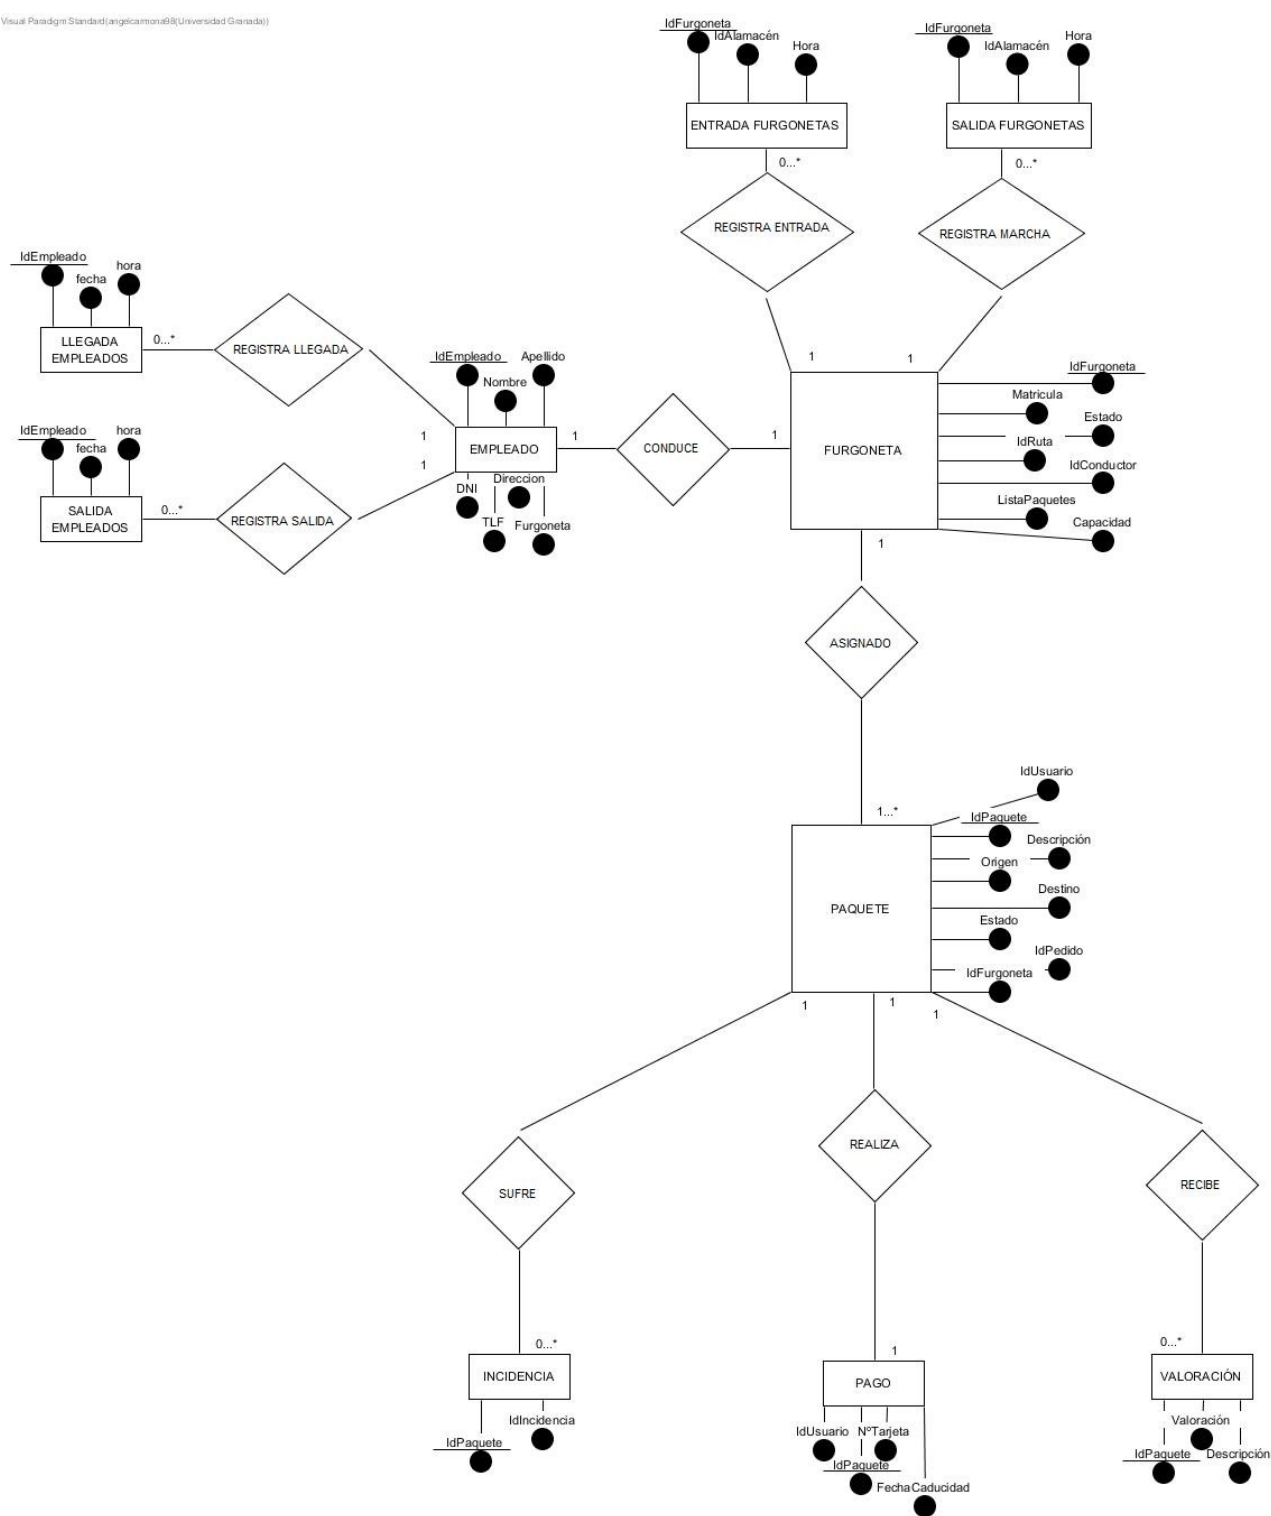 Visual Paradigm Standard(angelcarmona98(Universidad Granada))
IdFurgoneta
IdAlamacén
Hora
ENTRADA FURGONETAS
0...*
REGISTRA ENTRADA
1
IdFurgoneta
IdAlamacén
Hora
SALIDA FURGONETAS
0...*
REGISTRA MARCHA
1
IdEmpleado
fecha
hora
LLEGADA
EMPLEADOS
0...*
REGISTRA LLEGADA
1
IdEmpleado
fecha
hora
SALIDA
EMPLEADOS
0...*
REGISTRA SALIDA
1
IdEmpleado
Nombre
Apellido
EMPLEADO
DNI
TLF
Direccion
Furgoneta
1
CONDUCE
1
FURGONETA
IdFurgoneta
Matricula
Estado
IdRuta
IdConductor
ListaPaquetes
Capacidad
1
ASIGNADO
1...*
PAQUETE
IdUsuario
IdPaquete
Descripción
Origen
Destino
Estado
IdPedido
IdFurgoneta
1
1
1
SUFRE
REALIZA
RECIBE
0...*
INCIDENCIA
IdIncidencia
IdPaquete
1
PAGO
IdUsuario
NºTarjeta
IdPaquete
FechaCaducidad
0...*
VALORACIÓN
Valoración
IdPaquete
Descripción